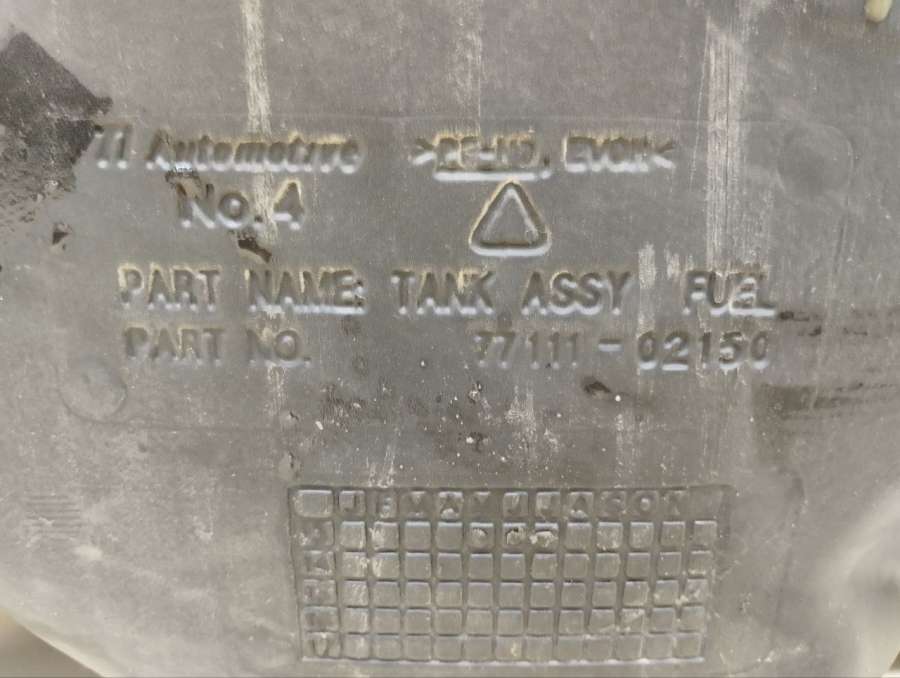 TI Automotive >PE-HD, EVOH<
No.4
PART NAME: TANK ASSY FUEL
PART NO. 77111-02150
J F M A M J J A S O N